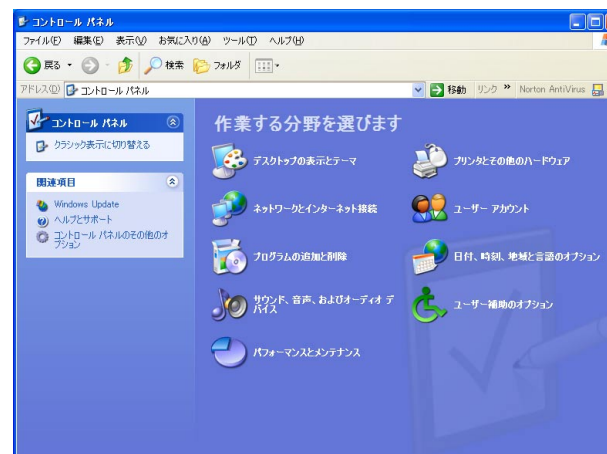 コントロール パネル
ファイル(F) 編集(E) 表示(V) お気に入り(A) ツール(T) ヘルプ(H)
戻る 検索 フォルダ
アドレス(D) コントロール パネル 移動 リンク » Norton AntiVirus
コントロール パネル
クラシック表示に切り替える
関連項目
Windows Update
ヘルプとサポート
コントロール パネルのその他のオ
プション
作業する分野を選びます
デスクトップの表示とテーマ
プリンタとその他のハードウェア
ネットワークとインターネット接続
ユーザー アカウント
プログラムの追加と削除
日付、時刻、地域と言語のオプション
サウンド、音声、およびオーディオ デ
バイス
ユーザー補助のオプション
パフォーマンスとメンテナンス